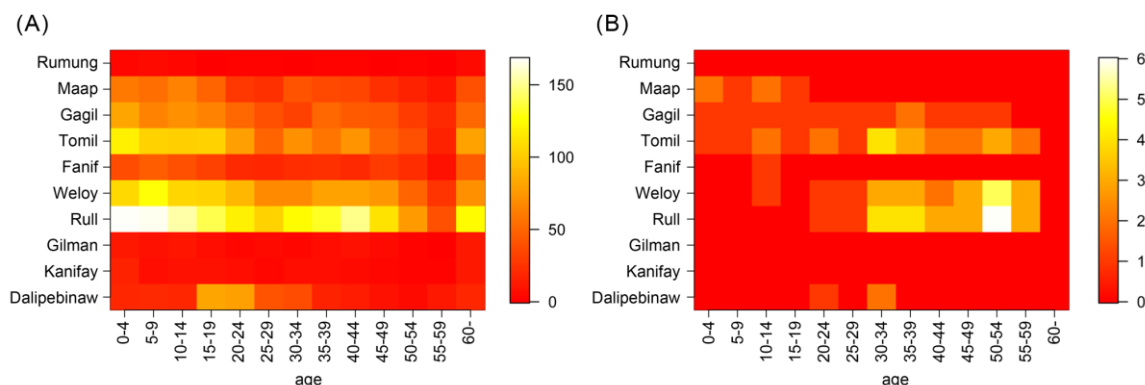 (A)
Rumung
Maap
Gagil
Tomil
Fanif
Weloy
Rull
Gilman
Kanifay
Dalipebinaw
0-4
5-9
10-14
15-19
20-24
25-29
30-34
35-39
40-44
45-49
50-54
55-59
60-
age
150
100
50
0
(B)
Rumung
Maap
Gagil
Tomil
Fanif
Weloy
Rull
Gilman
Kanifay
Dalipebinaw
0-4
5-9
10-14
15-19
20-24
25-29
30-34
35-39
40-44
45-49
50-54
55-59
60-
age
6
5
4
3
2
1
0